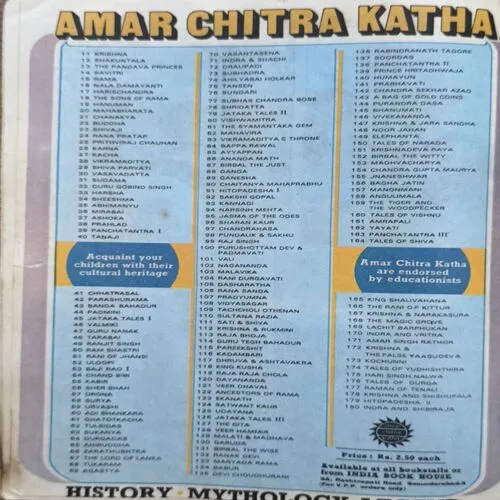 AMAR CHITRA KATHA
11 KRISHNA
12 SHAKUNTALA
13 THE PANDAVA PRINCES
14 SAVITRI
15 RAMA
16 NALA DAMAYANTI
17 HARISCHANDRA
18 THE SONS OF RAMA
19 HANUMAN
20 MAHABHARATA
21 CHANAKYA
22 BUDDHA
23 SHIVAJI
24 RANA PRATAP
25 PRITHVIRAJ CHAUHAN
26 KARNA
27 KACHA
28 VIKRAMADITYA
29 SHIVA PARVATI
30 VASAVADATTA
31 SUDAMA
32 GURU GOBIND SINGH
33 HARSHA
34 BHEESHMA
35 ABHIMANYU
36 MIRABAI
37 ASHOKA
38 PRAHLAD
39 PANCHATANTRA I
40 TANAJI
Acquaint your
children with their
cultural heritage
41 CHHATRASAL
42 PARASHURAMA
43 BANDA BAHADUR
44 PADMINI
45 JATAKA TALES I
46 VALMIKI
47 GURU NANAK
48 TARABAI
49 RANJIT SINGH
50 RAM SHASTRI
51 RANI OF JHANSI
52 ULOOPI
53 BAJI RAO I
54 CHAND BIBI
55 KABIR
56 SHER SHAH
57 DRONA
58 SURYA
59 URVASHI
60 ADI SHANKARA
61 GHATOTKACHA
62 TULSIDAS
63 SUKANYA
64 DURGADAS
65 ANIRUDDHA
66 ZARATHUSHTRA
67 THE LORD OF LANKA
68 TUKARAM
69 AGASTYA
70 VASANTASENA
71 INDRA & SHACHI
72 DRAUPADI
73 SUBHADRA
74 AHILYABAI HOLKAR
75 TANSEN
76 SUNDARI
77 SUBHAS CHANDRA BOSE
78 SHRIDATTA
79 JATAKA TALES II
80 VISHWAMITRA
81 THE SYAMANTAKA GEM
82 MAHAVIRA
83 VIKRAMADITYA'S THRONE
84 BAPPA RAWAL
85 AYYAPPAN
86 ANANDA MATH
87 BIRBAL THE JUST
88 GANGA
89 GANESHA
90 CHAITANYA MAHAPRABHU
91 HITOPADESHA I
92 SAKSHI GOPAL
93 KANNAGI
94 NARSINH MEHTA
95 JASMA OF THE ODES
96 SHARAN KAUR
97 CHANDRAHASA
98 PUNDALIK & SAKHU
99 RAJ SINGH
100 PURUSHOTTAM DEV &
PADMAVATI
101 VALI
102 NAGANANDA
103 MALAVIKA
104 RANI DURGAVATI
105 DASHARATHA
106 RANA SANGA
107 PRADYUMNA
108 VIDYASAGAR
109 TACHCHOLI OTHENAN
110 SULTANA RAZIA
111 SATI & SHIVA
112 KRISHNA & RUKMINI
113 RAJA BHOJA
114 GURU TEGH BAHADUR
115 PAREEKSHIT
116 KADAMBARI
117 DHRUVA & ASHTAVAKRA
118 KING KUSHA
119 RAJA RAJA CHOLA
120 DAYANANDA
121 VEER DHAVAL
122 ANCESTORS OF RAMA
123 EKANATH
124 SATWANT KAUR
125 UDAYANA
126 JATAKA TALES III
127 THE GITA
128 VEER HAMMIR
129 MALATI & MADHAVA
130 GARUDA
131 BIRBAL THE WISE
132 RANAK DEVI
133 MARYADA RAMA
134 BABUR
135 DEVI CHOUDHURANI
136 RABINDRANATH TAGORE
137 SOORDAS
138 PANCHATANTRA II
139 PRINCE HRITADHWAJA
140 HUMAYUN
141 PRABHAVATI
142 CHANDRA SEKHAR AZAD
143 A BAG OF GOLD COINS
144 PURANDARA DASA
145 BHANUMATI
146 VIVEKANANDA
147 KRISHNA & JARA SANDHA
148 NOOR JAHAN
149 ELEPHANTA
150 TALES OF NARADA
151 KRISHNADEVA RAYA
152 BIRBAL THE WITTY
153 MADHVACHARYA
154 CHANDRA GUPTA MAURYA
155 JNANESHWAR
156 BAGHA JATIN
157 MANONMANI
158 ANGULIMALA
159 THE TIGER AND
THE WOODPECKER
160 TALES OF VISHNU
161 AMRAPALI
162 YAYATI
163 PANCHATANTRA III
164 TALES OF SHIVA
Amar Chitra Katha
are endorsed
by educationists
165 KING SHALIVAHANA
166 THE RANI OF KITTUR
167 KRISHNA & NARAKASURA
168 THE MAGIC GROVE
169 LACHIT BARPHUKAN
170 INDRA AND VRITRA
171 AMAR SINGH RATHOR
172 KRISHNA &
THE FALSE VAASUDEVA
173 KOCHUNNI
174 TALES OF YUDHISHTHIRA
175 HARI SINGH NALWA
176 TALES OF DURGA
177 RAMAN OF TENALI
178 KRISHNA AND SHISHUPALA
179 HITOPADESHA II
180 INDRA AND SHIBIRAJA
Price : Rs. 2.50 each
Available at all bookstalls or
from INDIA BOOK HOUSE
HISTORY · MYTHOLOGY